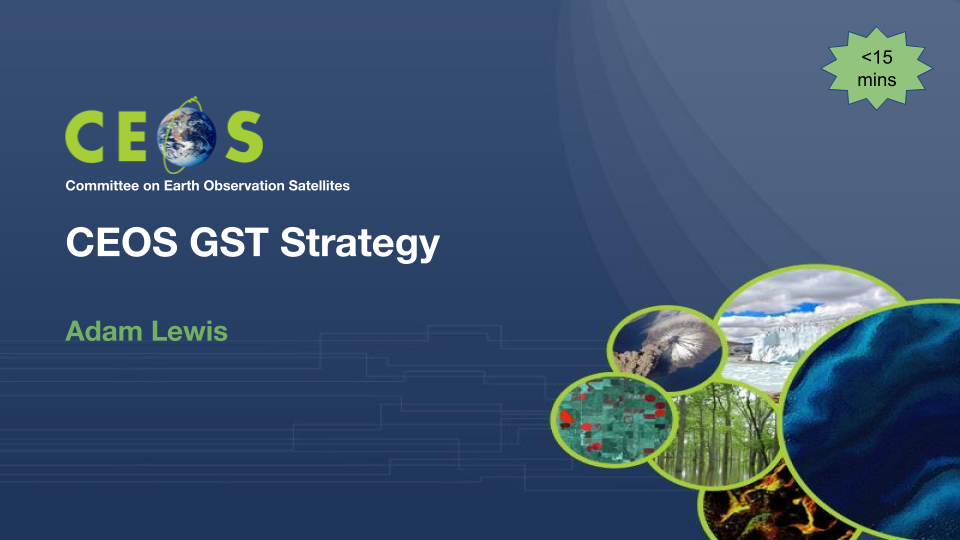 <15
mins
CEOS
Committee on Earth Observation Satellites
CEOS GST Strategy
Adam Lewis